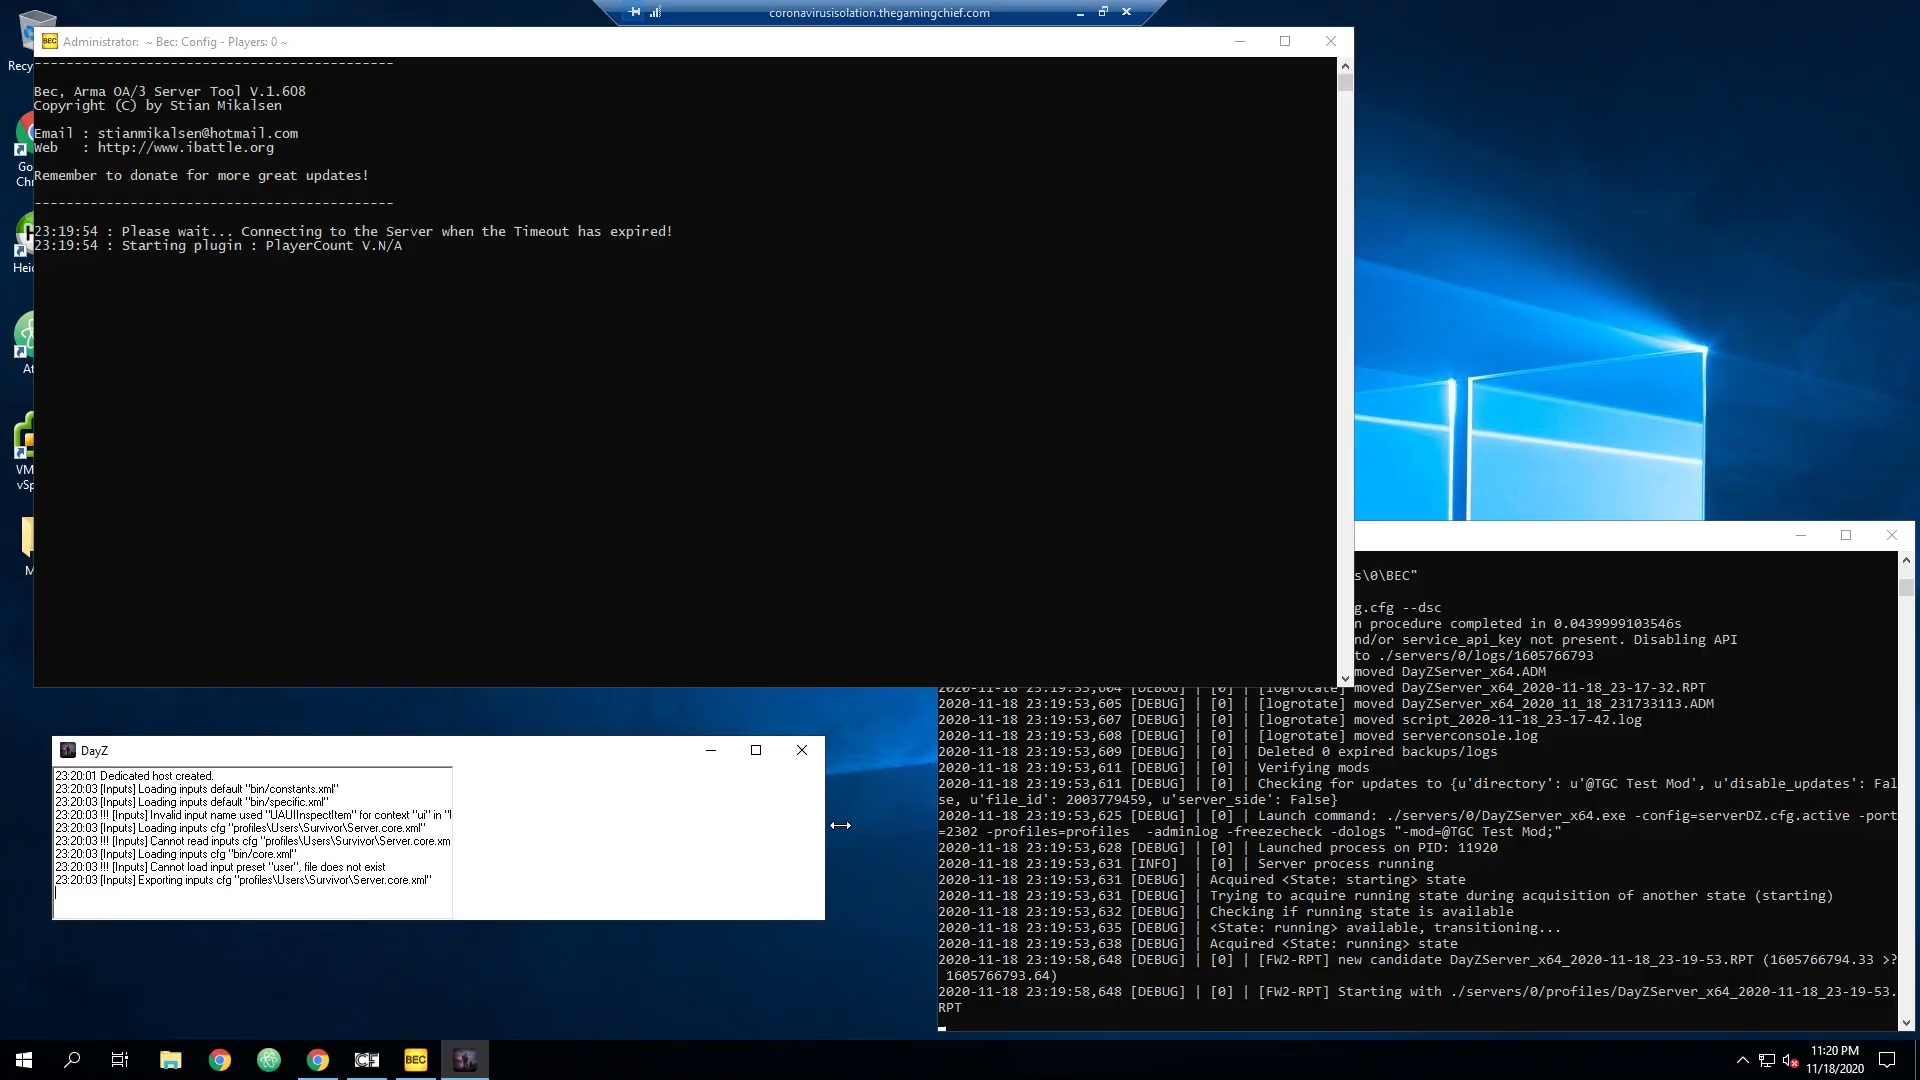 coronavirusisolation.thegamingchief.com
Recy
Administrator:  ~ Bec: Config - Players: 0 ~
--------------------------------------------
Bec, Arma OA/3 Server Tool V.1.608
Copyright (C) by Stian Mikalsen
Email : stianmikalsen@hotmail.com
Web   : http://www.ibattle.org
Remember to donate for more great updates!
--------------------------------------------
23:19:54 : Please wait... Connecting to the Server when the Timeout has expired!
23:19:54 : Starting plugin : PlayerCount V.N/A
Go
Chr
Heid
At
VM
vSp
M
s\0\BEC"
g.cfg --dsc
n procedure completed in 0.0439999103546s
nd/or service_api_key not present. Disabling API
to ./servers/0/logs/1605766793
moved DayZServer_x64.ADM
2020-11-18 23:19:53,604 [DEBUG] | [0] | [logrotate] moved DayZServer_x64_2020-11-18_23-17-32.RPT
2020-11-18 23:19:53,605 [DEBUG] | [0] | [logrotate] moved DayZServer_x64_2020_11_18_231733113.ADM
2020-11-18 23:19:53,607 [DEBUG] | [0] | [logrotate] moved script_2020-11-18_23-17-42.log
2020-11-18 23:19:53,608 [DEBUG] | [0] | [logrotate] moved serverconsole.log
2020-11-18 23:19:53,609 [DEBUG] | [0] | Deleted 0 expired backups/logs
2020-11-18 23:19:53,611 [DEBUG] | [0] | Verifying mods
2020-11-18 23:19:53,611 [DEBUG] | [0] | Checking for updates to {u'directory': u'@TGC Test Mod', u'disable_updates': Fal
se, u'file_id': 2003779459, u'server_side': False}
2020-11-18 23:19:53,625 [DEBUG] | [0] | Launch command: ./servers/0/DayZServer_x64.exe -config=serverDZ.cfg.active -port
=2302 -profiles=profiles  -adminlog -freezecheck -dologs "-mod=@TGC Test Mod;"
2020-11-18 23:19:53,628 [DEBUG] | [0] | Launched process on PID: 11920
2020-11-18 23:19:53,631 [INFO]  | [0] | Server process running
2020-11-18 23:19:53,631 [DEBUG] | Acquired <State: starting> state
2020-11-18 23:19:53,631 [DEBUG] | Trying to acquire running state during acquisition of another state (starting)
2020-11-18 23:19:53,632 [DEBUG] | Checking if running state is available
2020-11-18 23:19:53,635 [DEBUG] | <State: running> available, transitioning...
2020-11-18 23:19:53,638 [DEBUG] | Acquired <State: running> state
2020-11-18 23:19:58,648 [DEBUG] | [0] | [FW2-RPT] new candidate DayZServer_x64_2020-11-18_23-19-53.RPT (1605766794.33 >?
1605766793.64)
2020-11-18 23:19:58,648 [DEBUG] | [0] | [FW2-RPT] Starting with ./servers/0/profiles/DayZServer_x64_2020-11-18_23-19-53.
RPT
DayZ
23:20:01 Dedicated host created.
23:20:03 [Inputs] Loading inputs default "bin/constants.xml"
23:20:03 [Inputs] Loading inputs default "bin/specific.xml"
23:20:03 !!! [Inputs] Invalid input name used "UAUIInspectItem" for context "ui" in "l
23:20:03 [Inputs] Loading inputs cfg "profiles\Users\Survivor\Server.core.xml"
23:20:03 !!! [Inputs] Cannot read inputs cfg "profiles\Users\Survivor\Server.core.xm
23:20:03 [Inputs] Loading inputs cfg "bin/core.xml"
23:20:03 !!! [Inputs] Cannot load input preset "user", file does not exist
23:20:03 [Inputs] Exporting inputs cfg "profiles\Users\Survivor\Server.core.xml"
CF
BEC
11:20 PM
11/18/2020